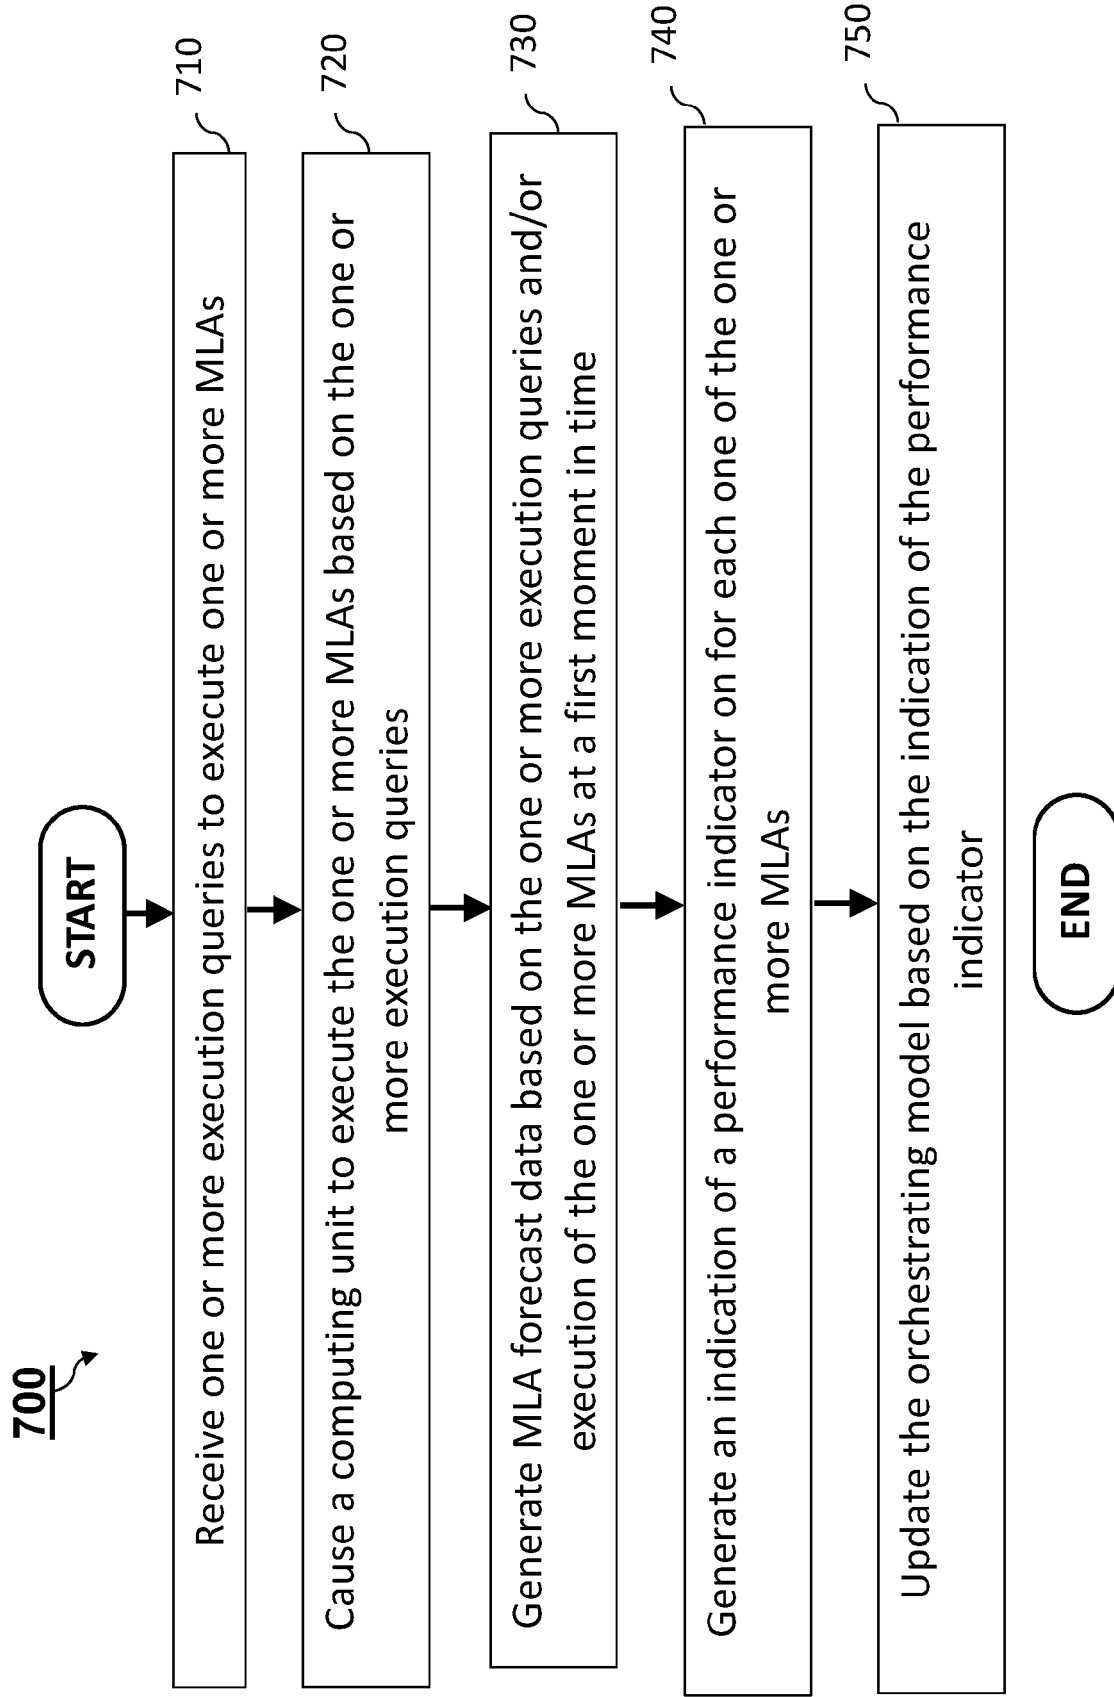 700
START
710
Receive one or more execution queries to execute one or more MLAs
720
Cause a computing unit to execute the one or more MLAs based on the one or
more execution queries
730
Generate MLA forecast data based on the one or more execution queries and/or
execution of the one or more MLAs at a first moment in time
740
Generate an indication of a performance indicator on for each one of the one or
more MLAs
750
Update the orchestrating model based on the indication of the performance
indicator
END